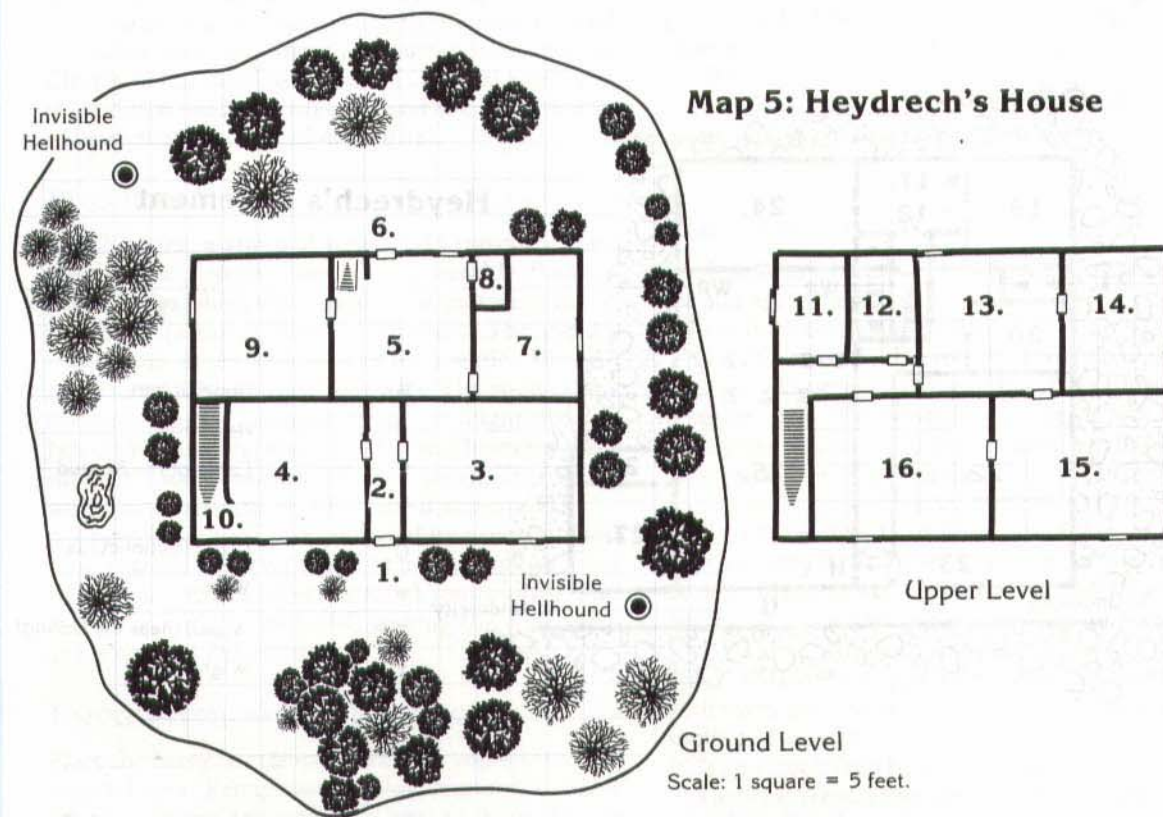 Map 5: Heydrech's House
Invisible
Hellhound
6.
8.
9.
5.
7.
11.
12.
13.
14.
4.
2.
3.
10.
16.
15.
1.
Invisible
Hellhound
Upper Level
Ground Level
Scale: 1 square = 5 feet.